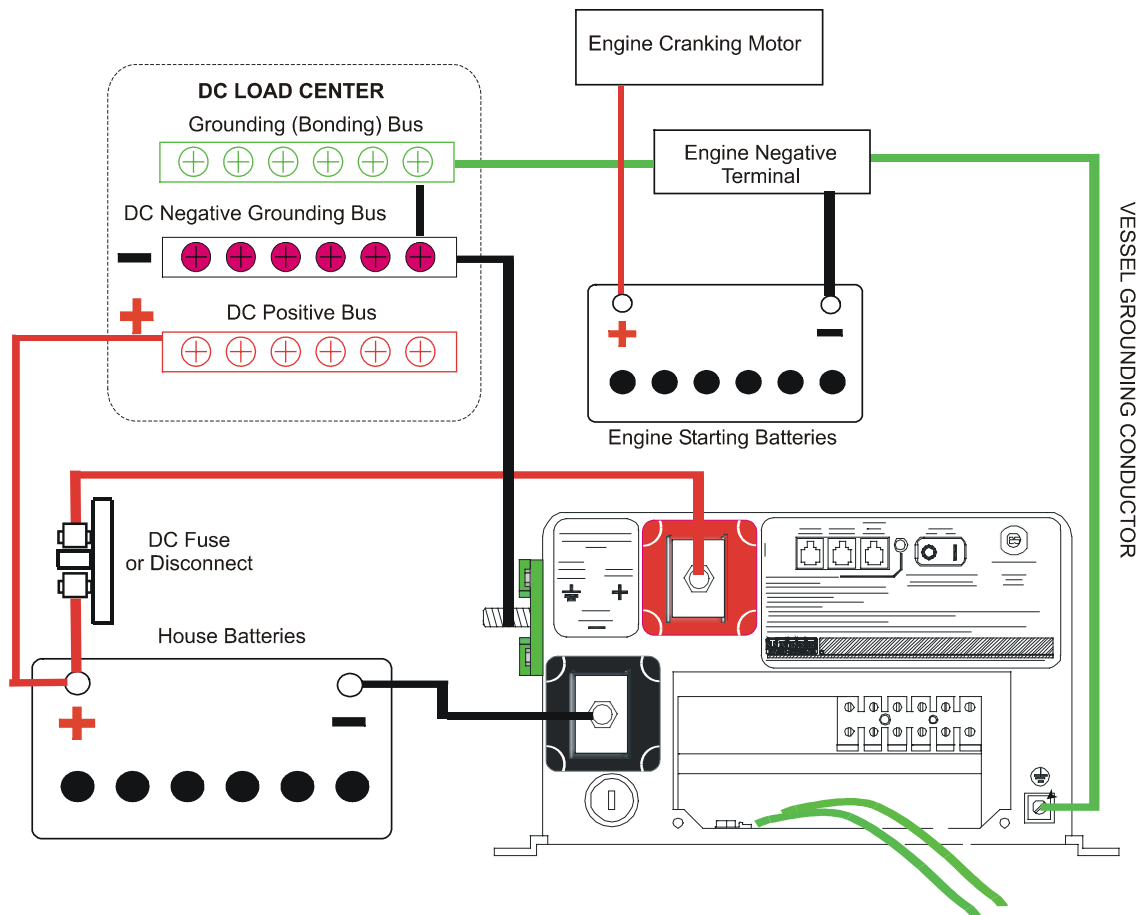 Engine Cranking Motor
DC LOAD CENTER
Grounding (Bonding) Bus
Engine Negative
Terminal
DC Negative Grounding Bus
DC Positive Bus
VESSEL GROUNDING CONDUCTOR
Engine Starting Batteries
DC Fuse
or Disconnect
House Batteries